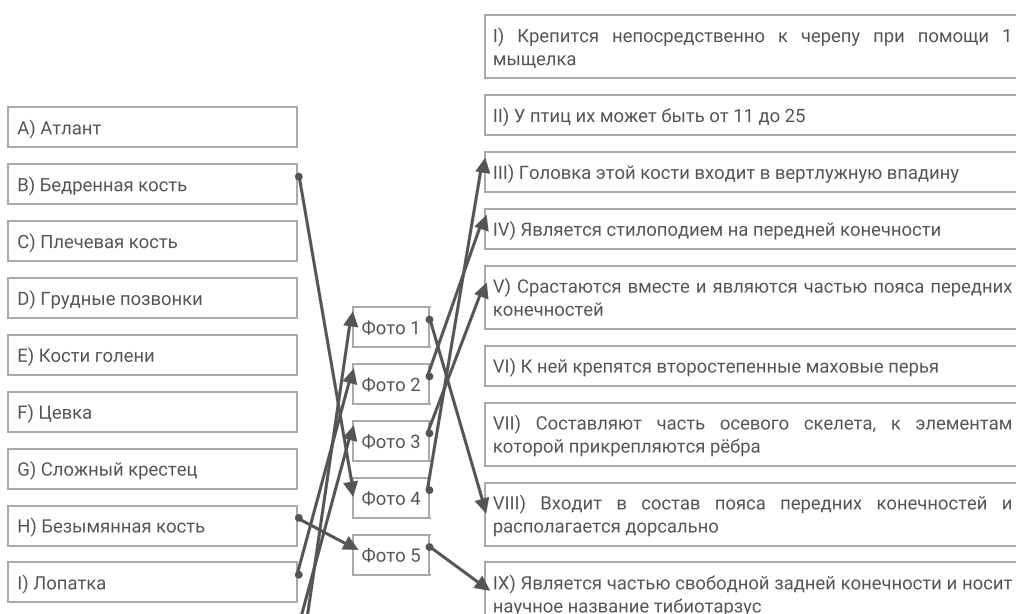 A) Атлант
B) Бедренная кость
C) Плечевая кость
D) Грудные позвонки
E) Кости голени
F) Цевка
G) Сложный крестец
H) Безымянная кость
I) Лопатка
Фото 1
Фото 2
Фото 3
Фото 4
Фото 5
I) Крепится непосредственно к черепу при помощи 1
мыщелка
II) У птиц их может быть от 11 до 25
III) Головка этой кости входит в вертлужную впадину
IV) Является стилоподием на передней конечности
V) Срастаются вместе и являются частью пояса передних
конечностей
VI) К ней крепятся второстепенные маховые перья
VII) Составляют часть осевого скелета, к элементам
которой прикрепляются рёбра
VIII) Входит в состав пояса передних конечностей и
располагается дорсально
IX) Является частью свободной задней конечности и носит
научное название тибиотарзус